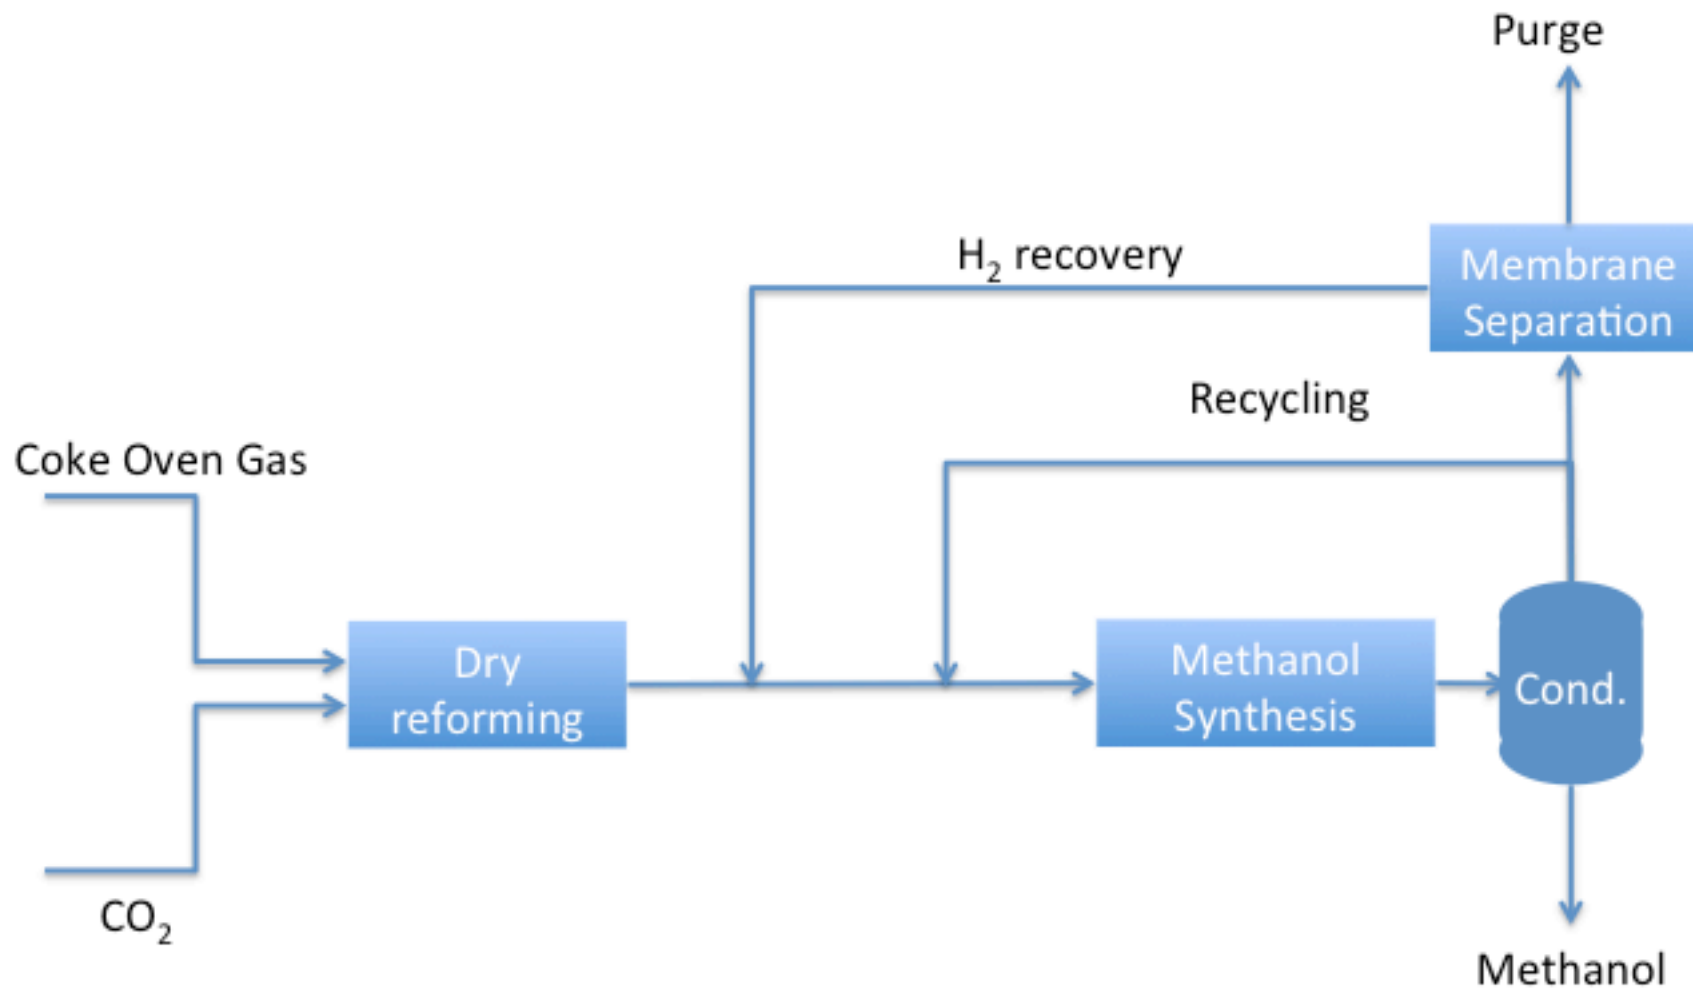 Purge
H₂ recovery
Membrane
Separation
Recycling
Coke Oven Gas
Dry
reforming
Methanol
Synthesis
Cond.
CO₂
Methanol